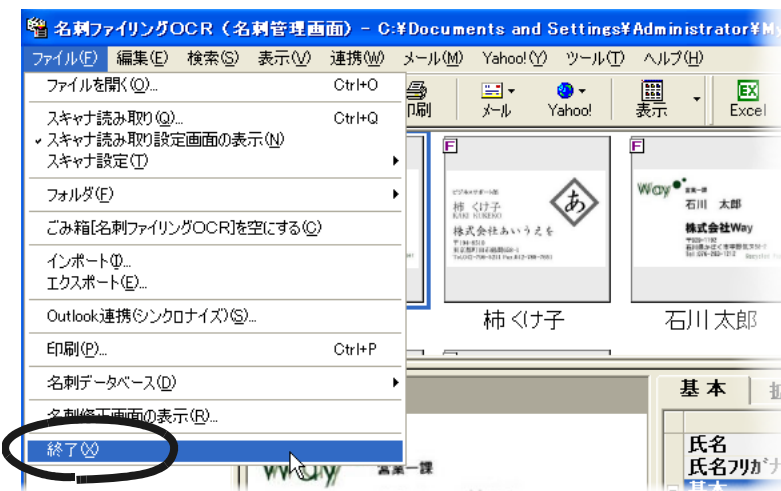 名刺ファイリングOCR（名刺管理画面） - C:¥Documents and Settings¥Administrator¥My
ファイル(F) 編集(E) 検索(S) 表示(V) 連携(W) メール(M) Yahoo!(Y) ツール(T) ヘルプ(H)
ファイルを開く(O)... Ctrl+O
スキャナ読み取り(Q)... Ctrl+Q
スキャナ読み取り設定画面の表示(N)
スキャナ設定(T)
フォルダ(F)
ごみ箱[名刺ファイリングOCR]を空にする(C)
インポート(I)...
エクスポート(E)...
Outlook連携(シンクロナイズ)(S)...
印刷(P)... Ctrl+P
名刺データベース(D)
名刺修正画面の表示(R)...
終了(X)
印刷 メール Yahoo! 表示 Excel
F
柿 くけ子
KAKI KUKEKO
株式会社あいうえを
あ
柿 くけ子
F
Way
営業一課
石川 太郎
株式会社Way
石川 太郎
Way
営業一課
基本
氏名
氏名フリガナ
基本